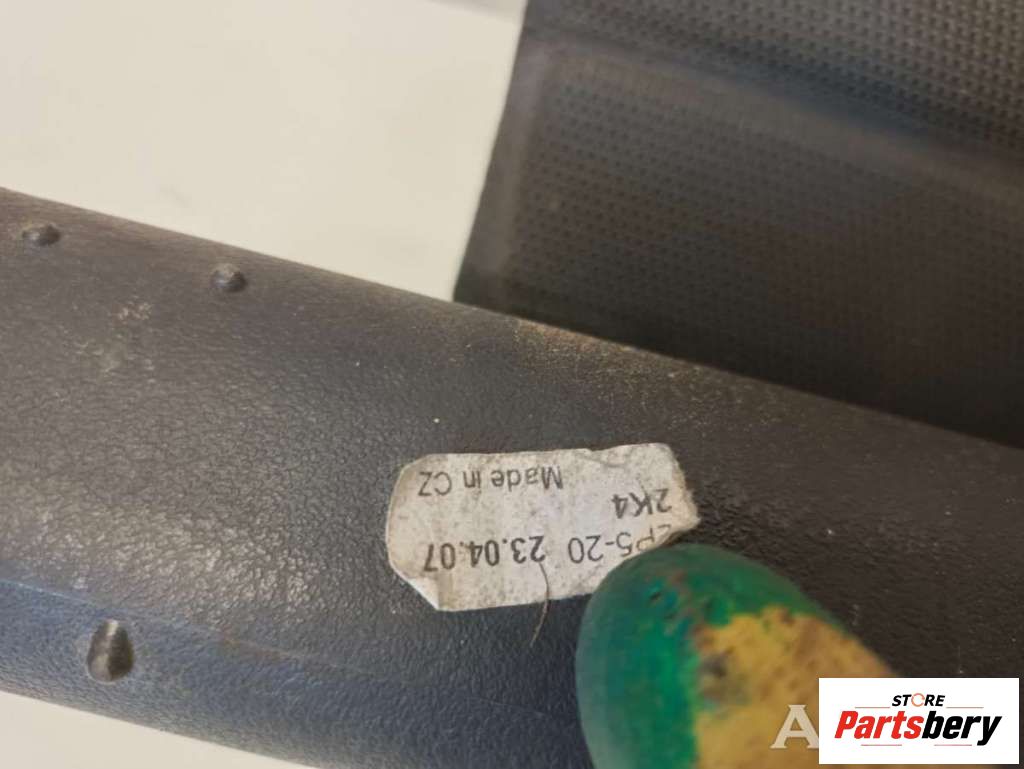 P5-20 23.04.07
2K4
Made in CZ
A
STORE
Partsbery